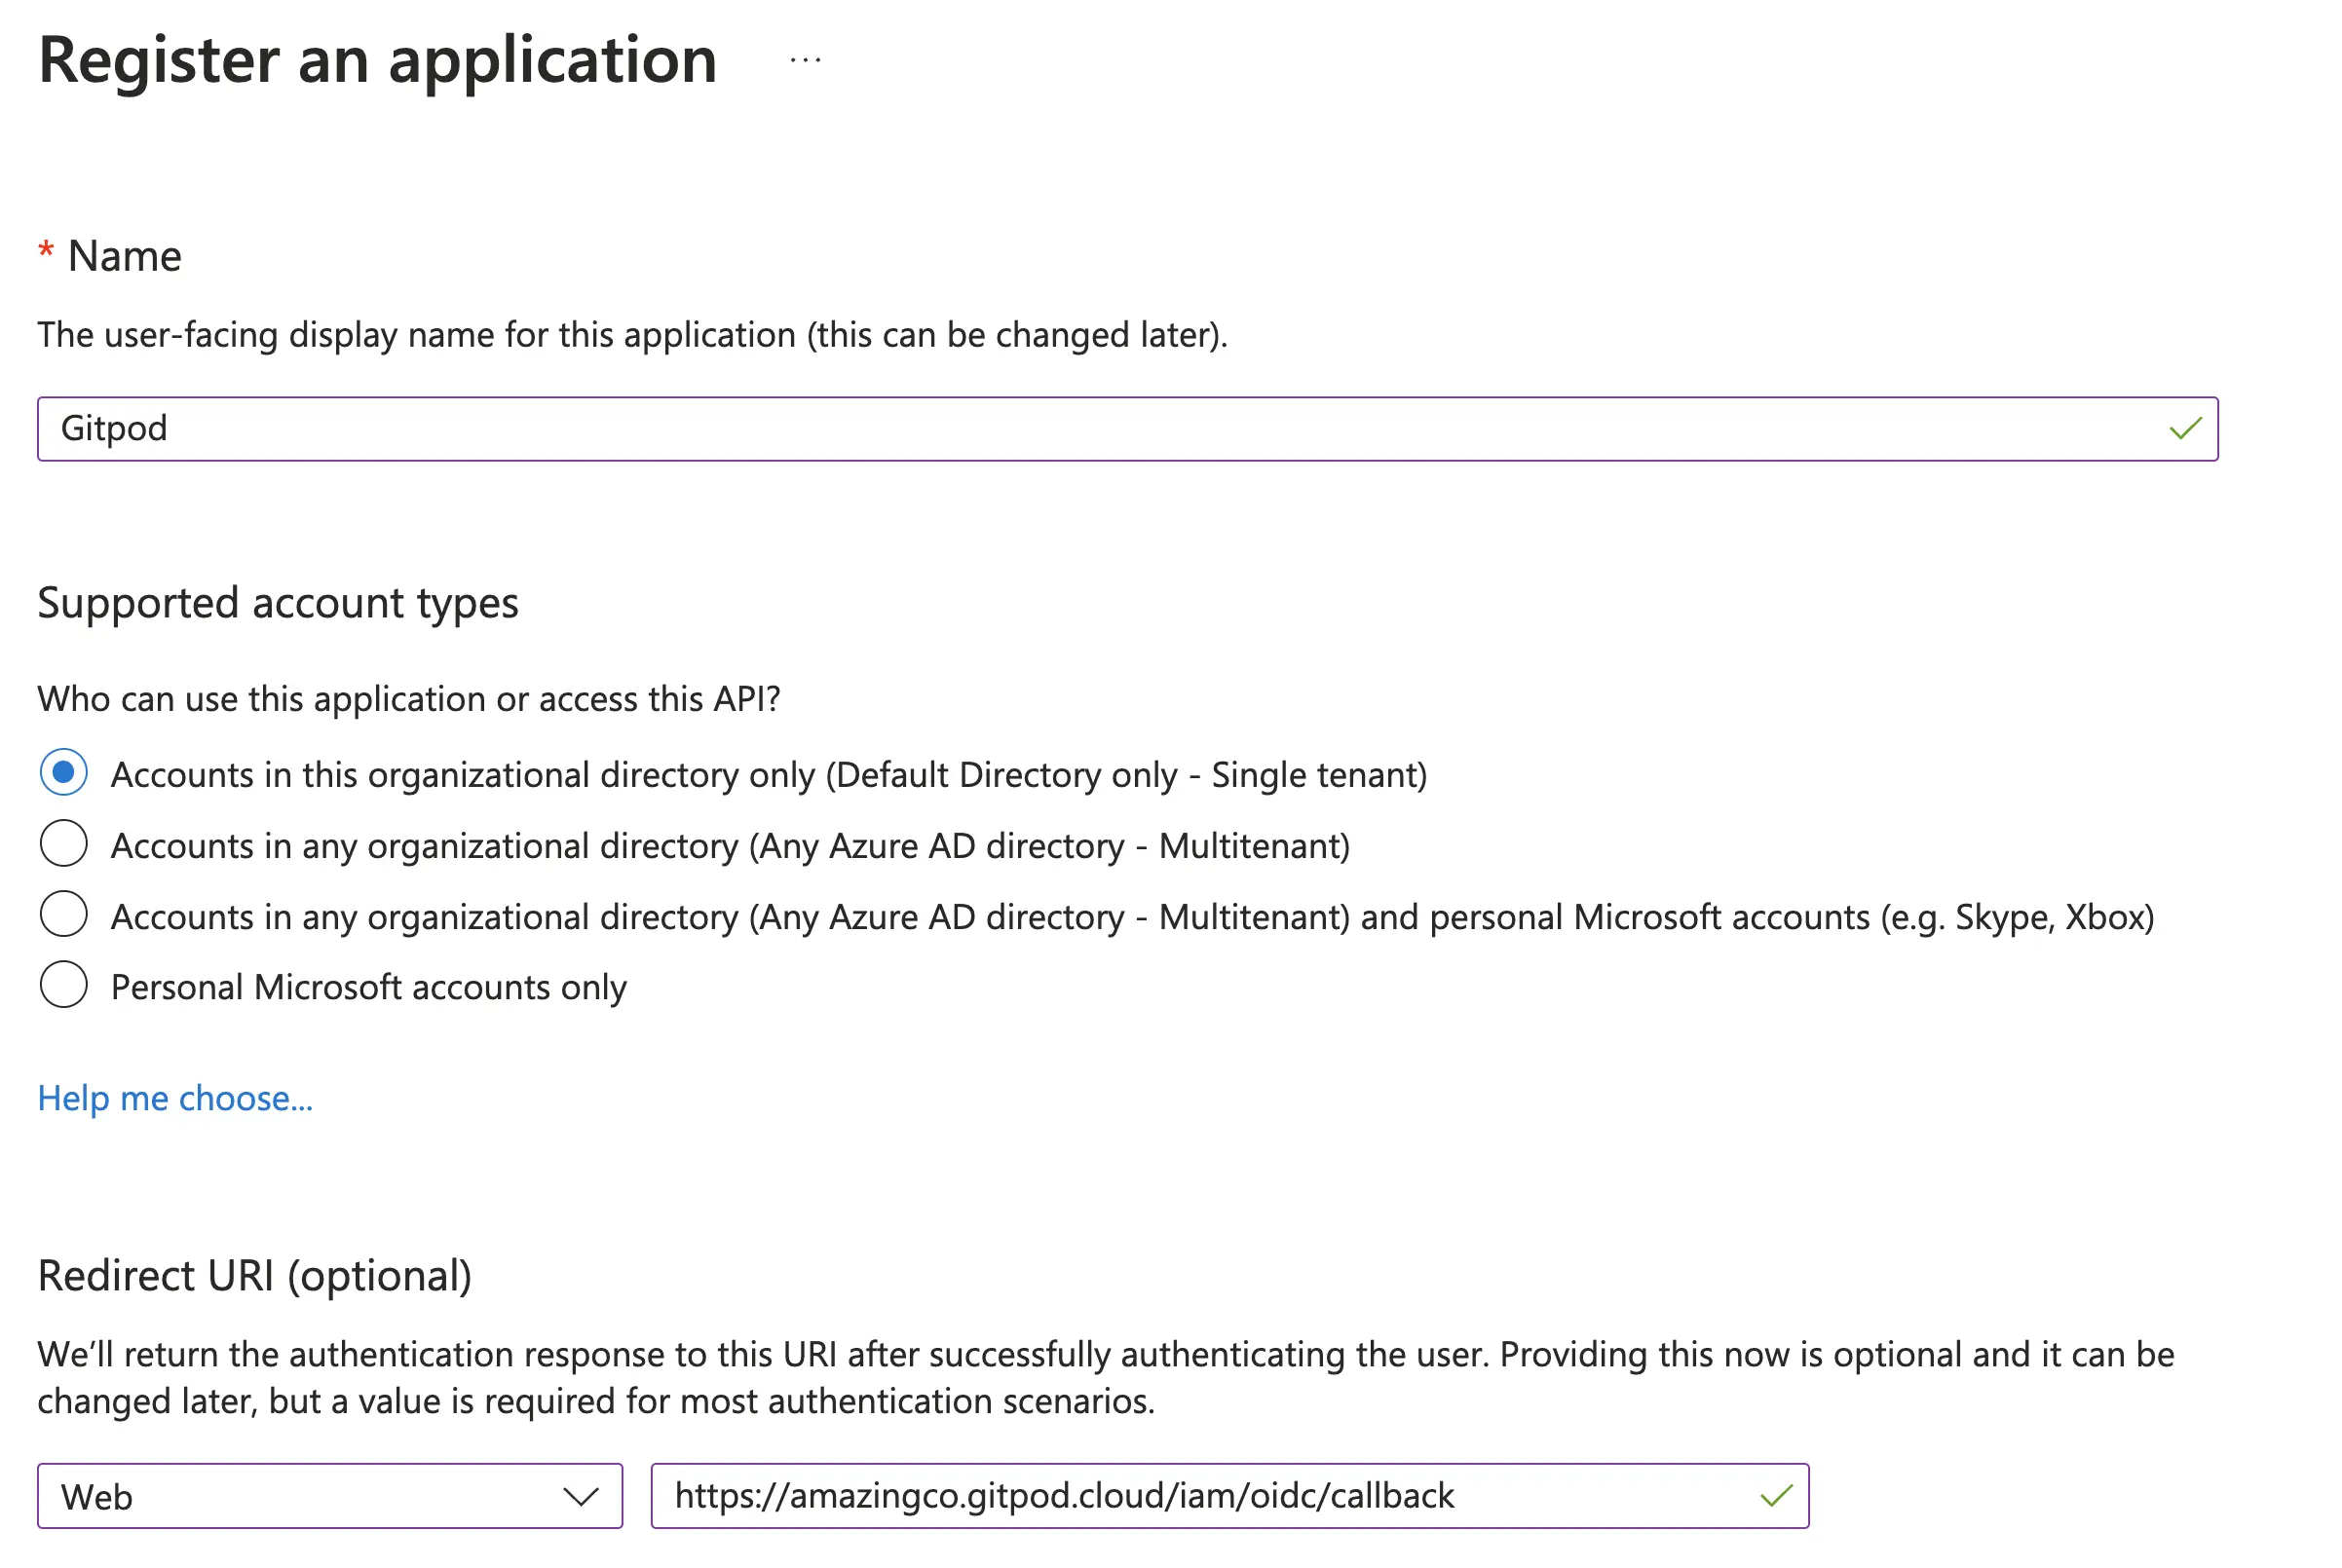 Register an application ...
* Name
The user-facing display name for this application (this can be changed later).
Gitpod
Supported account types
Who can use this application or access this API?
Accounts in this organizational directory only (Default Directory only - Single tenant)
Accounts in any organizational directory (Any Azure AD directory - Multitenant)
Accounts in any organizational directory (Any Azure AD directory - Multitenant) and personal Microsoft accounts (e.g. Skype, Xbox)
Personal Microsoft accounts only
Help me choose...
Redirect URI (optional)
We’ll return the authentication response to this URI after successfully authenticating the user. Providing this now is optional and it can be
changed later, but a value is required for most authentication scenarios.
Web https://amazingco.gitpod.cloud/iam/oidc/callback